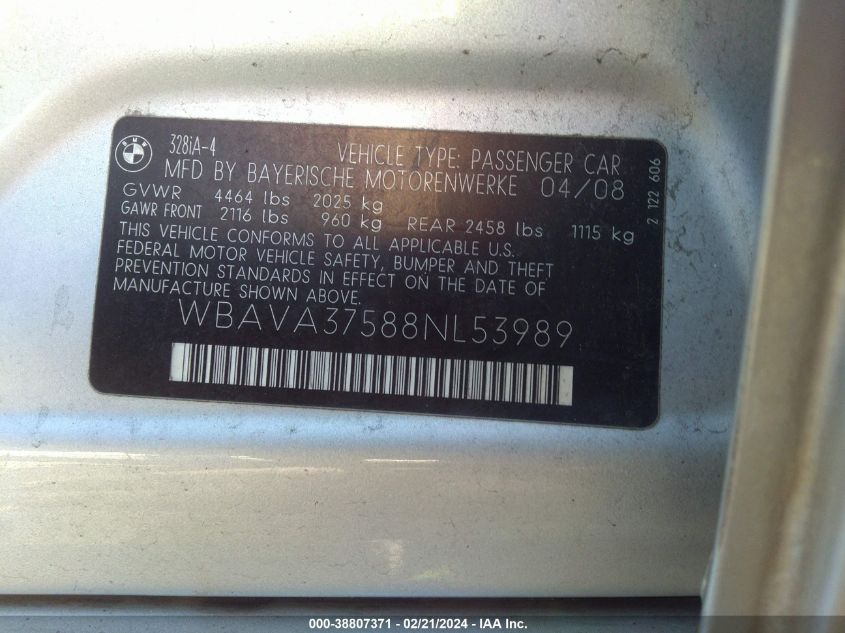 BMW
328iA-4
VEHICLE TYPE: PASSENGER CAR
MFD BY BAYERISCHE MOTORENWERKE 04/08
GVWR 4464 lbs 2025 kg
GAWR FRONT 2116 lbs 960 kg REAR 2458 lbs 1115 kg
THIS VEHICLE CONFORMS TO ALL APPLICABLE U.S.
FEDERAL MOTOR VEHICLE SAFETY, BUMPER AND THEFT
PREVENTION STANDARDS IN EFFECT ON THE DATE OF
MANUFACTURE SHOWN ABOVE.
WBAVA37588NL53989
2 122 606
000-38807371 - 02/21/2024 - IAA Inc.